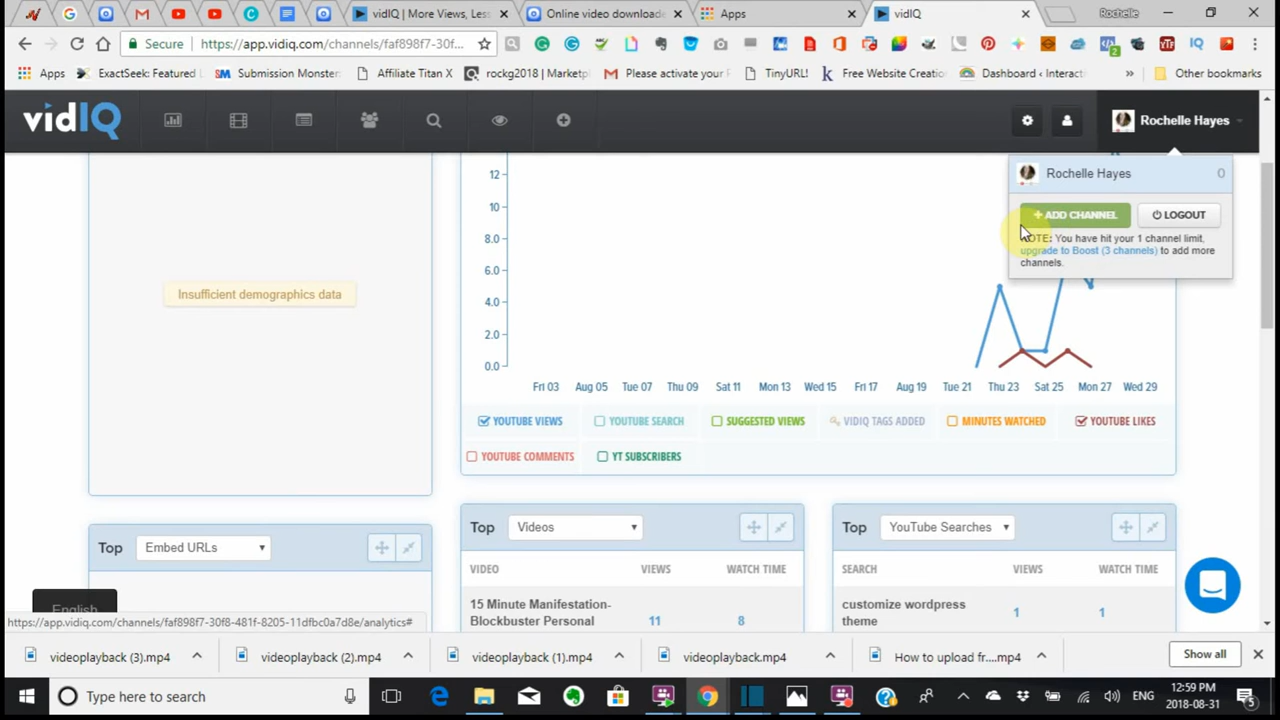 vidIQ | More Views, Less
Online video downloade
Apps
vidIQ
Rochelle
Secure
https://app.vidiq.com/channels/faf898f7-30f...
Apps
ExactSeek: Featured
Submission Monster
Affiliate Titan X
rockg2018 | Marketpl
Please activate your
TinyURL!
Free Website Creatio
Dashboard ‹ Interact
»
Other bookmarks
vidIQ
Rochelle Hayes
Rochelle Hayes 0
+ ADD CHANNEL
LOGOUT
NOTE: You have hit your 1 channel limit,
upgrade to Boost (3 channels) to add more
channels.
Insufficient demographics data
12
10
8.0
6.0
4.0
2.0
0.0
Fri 03 Aug 05 Tue 07 Thu 09 Sat 11 Mon 13 Wed 15 Fri 17 Aug 19 Tue 21 Thu 23 Sat 25 Mon 27 Wed 29
YOUTUBE VIEWS YOUTUBE SEARCH SUGGESTED VIEWS VIDIQ TAGS ADDED MINUTES WATCHED YOUTUBE LIKES
YOUTUBE COMMENTS YT SUBSCRIBERS
Top Embed URLs
Top Videos
VIDEO VIEWS WATCH TIME
15 Minute Manifestation-
Blockbuster Personal 11 8
Top YouTube Searches
SEARCH VIEWS WATCH TIME
customize wordpress
theme 1 1
English
https://app.vidiq.com/channels/faf898f7-30f8-481f-8205-11dfbc0a7d8e/analytics#
videoplayback (3).mp4
videoplayback (2).mp4
videoplayback (1).mp4
videoplayback.mp4
How to upload fr....mp4
Show all
Type here to search
ENG
12:59 PM
2018-08-31
5